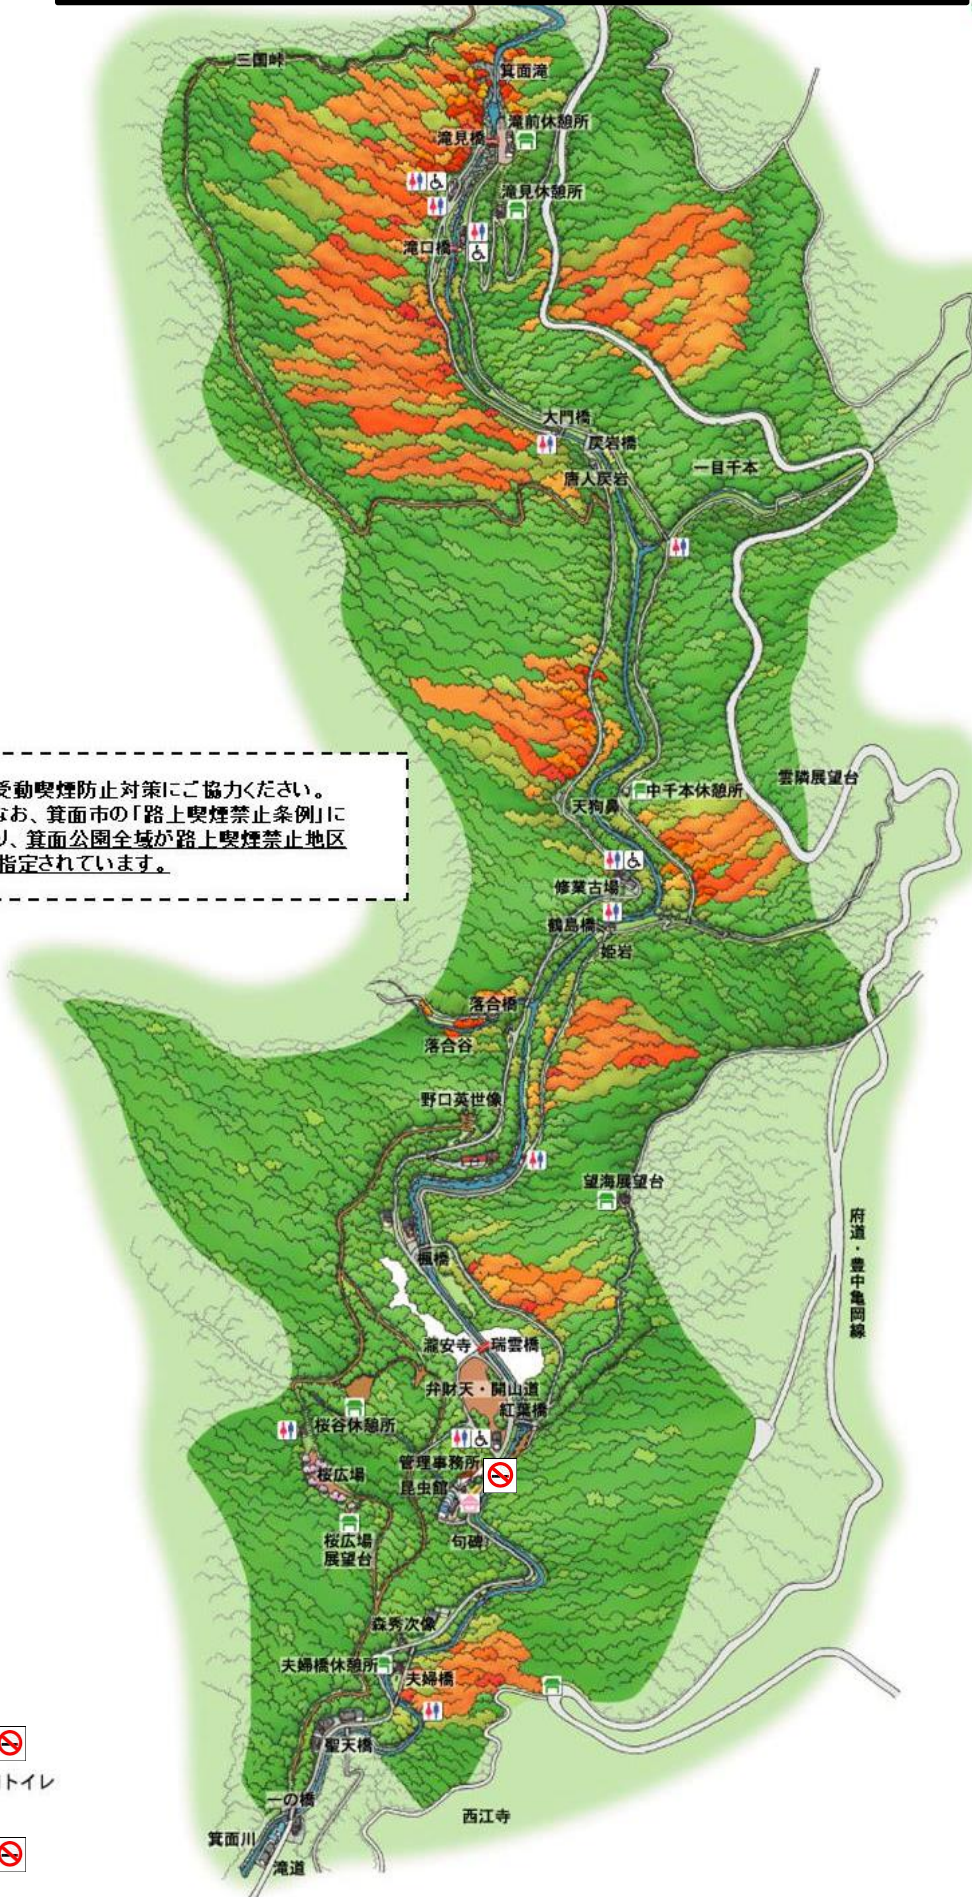 三国峠
箕面滝
滝前休憩所
滝見橋
滝見休憩所
滝口橋
大門橋
戻岩橋
一目千本
唐人戻岩
受動喫煙防止対策にご協力ください。
なお、箕面市の「路上喫煙禁止条例」に
り、箕面公園全域が路上喫煙禁止地区
指定されています。
雲隣展望台
中千本休憩所
天狗鼻
修業古場
鶴島橋
姫岩
落合橋
落合谷
野口英世像
望海展望台
府道・豊中亀岡線
楓橋
瀧安寺
瑞雲橋
弁財天・開山道
紅葉橋
桜谷休憩所
管理事務所
桜広場
昆虫館
桜広場
展望台
句碑
森秀次像
夫婦橋休憩所
夫婦橋
聖天橋
トイレ
一の橋
西江寺
箕面川
滝道